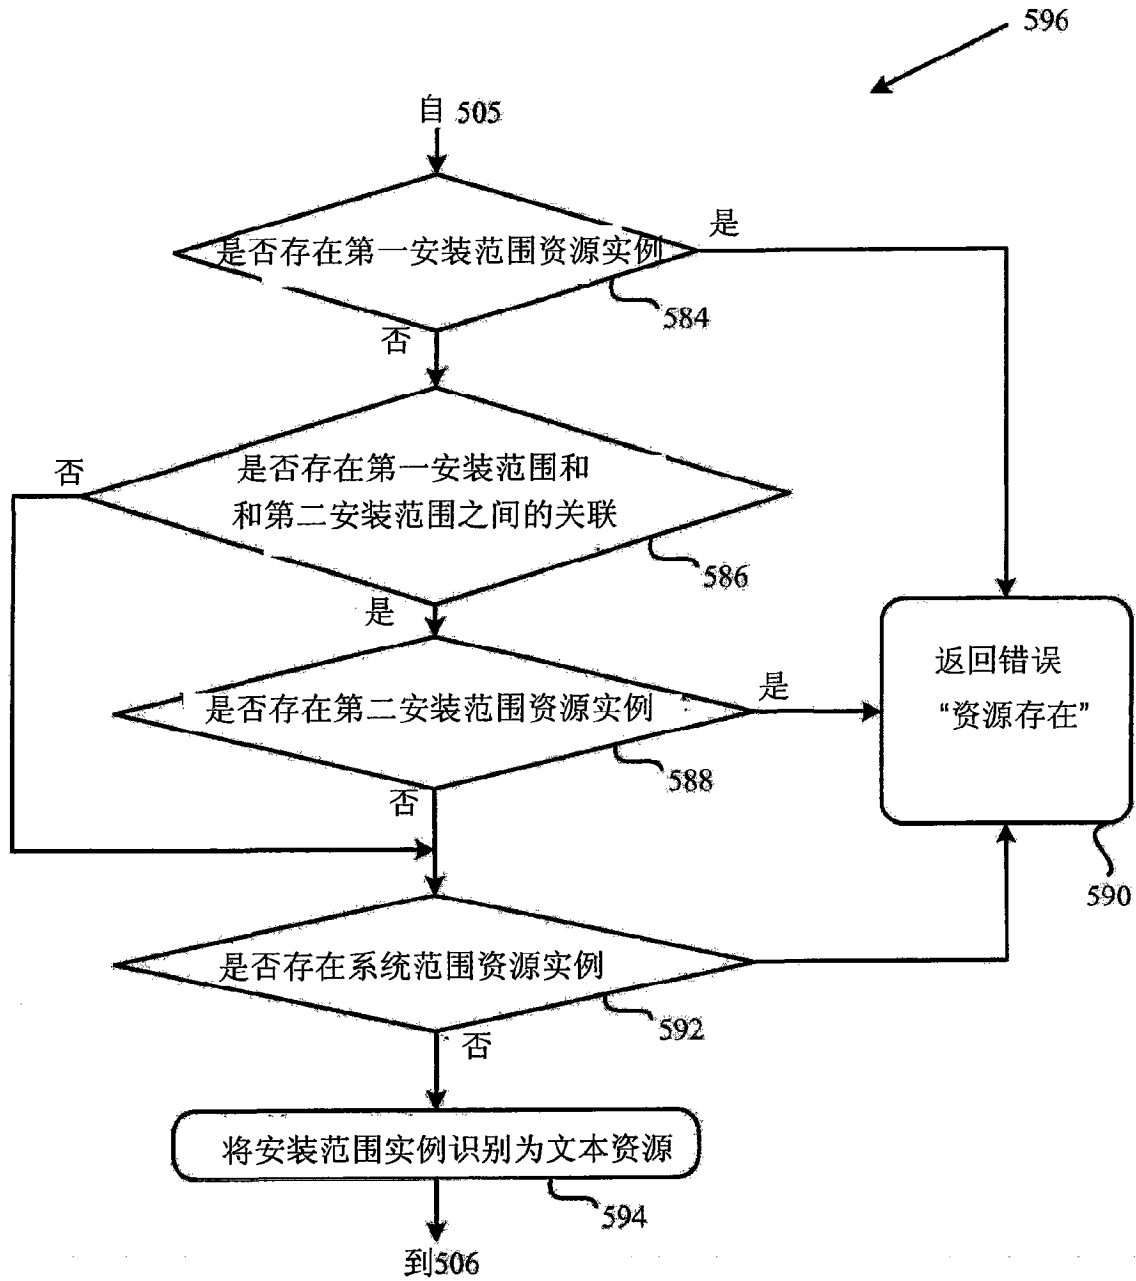 596
自 505
是否存在第一安装范围资源实例
是
584
否
是否存在第一安装范围和
和第二安装范围之间的关联
否
586
是
是否存在第二安装范围资源实例
是
588
否
返回错误
“资源存在”
590
是否存在系统范围资源实例
592
否
将安装范围实例识别为文本资源
594
到506